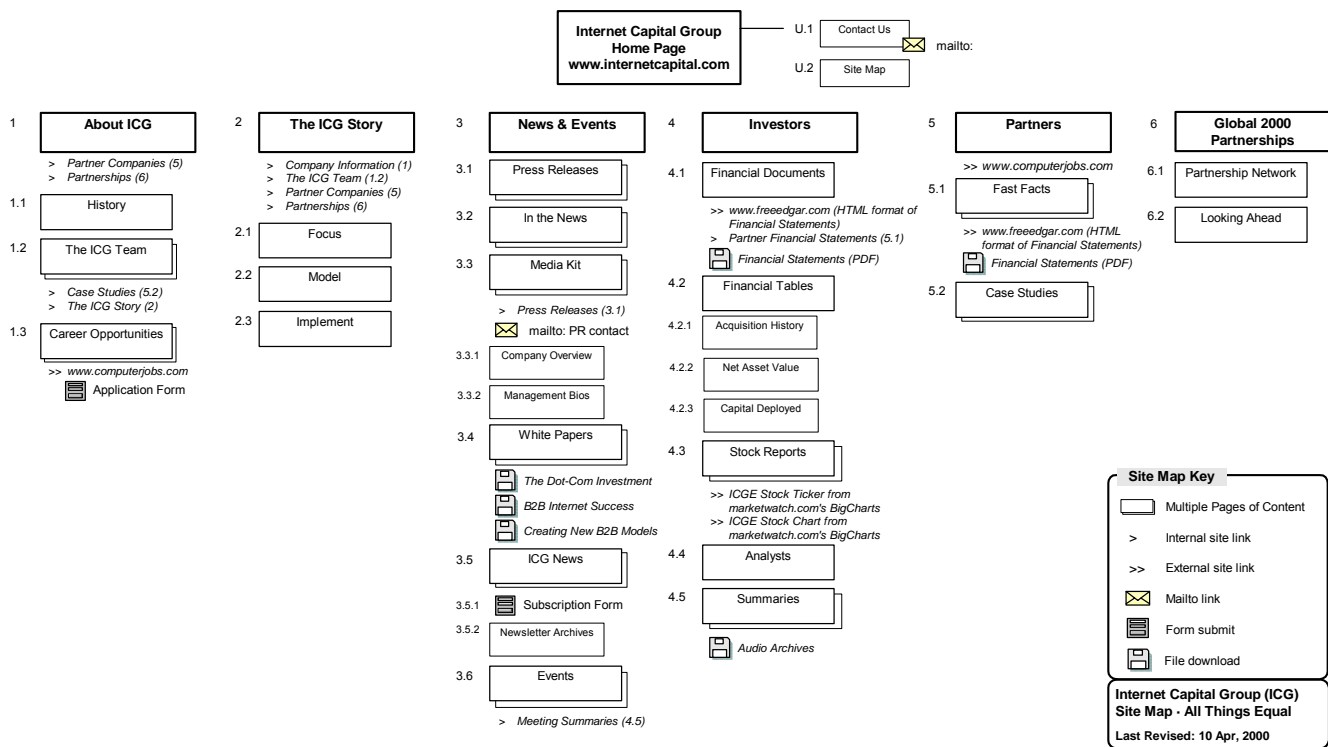 Internet Capital Group
Home Page
www.internetcapital.com
U.1 Contact Us
mailto:
U.2 Site Map
1 About ICG
> Partner Companies (5)
> Partnerships (6)
1.1 History
1.2 The ICG Team
> Case Studies (5.2)
> The ICG Story (2)
1.3 Career Opportunities
>> www.computerjobs.com
Application Form
2 The ICG Story
> Company Information (1)
> The ICG Team (1.2)
> Partner Companies (5)
> Partnerships (6)
2.1 Focus
2.2 Model
2.3 Implement
3 News & Events
3.1 Press Releases
3.2 In the News
3.3 Media Kit
> Press Releases (3.1)
mailto: PR contact
3.3.1 Company Overview
3.3.2 Management Bios
3.4 White Papers
The Dot-Com Investment
B2B Internet Success
Creating New B2B Models
3.5 ICG News
3.5.1 Subscription Form
3.5.2 Newsletter Archives
3.6 Events
> Meeting Summaries (4.5)
4 Investors
4.1 Financial Documents
>> www.freeedgar.com (HTML format of
Financial Statements)
> Partner Financial Statements (5.1)
Financial Statements (PDF)
4.2 Financial Tables
4.2.1 Acquisition History
4.2.2 Net Asset Value
4.2.3 Capital Deployed
4.3 Stock Reports
>> ICGE Stock Ticker from
marketwatch.com's BigCharts
>> ICGE Stock Chart from
marketwatch.com's BigCharts
4.4 Analysts
4.5 Summaries
Audio Archives
5 Partners
>> www.computerjobs.com
5.1 Fast Facts
>> www.freeedgar.com (HTML
format of Financial Statements)
Financial Statements (PDF)
5.2 Case Studies
6 Global 2000
Partnerships
6.1 Partnership Network
6.2 Looking Ahead
Site Map Key
Multiple Pages of Content
> Internal site link
>> External site link
Mailto link
Form submit
File download
Internet Capital Group (ICG)
Site Map · All Things Equal
Last Revised: 10 Apr, 2000